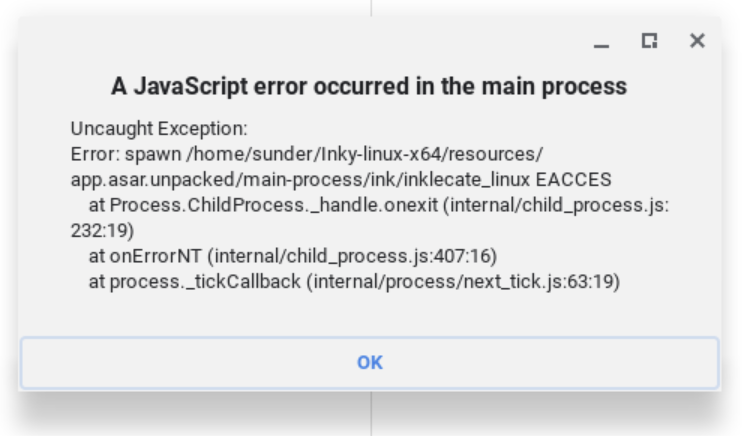 A JavaScript error occurred in the main process
Uncaught Exception:
Error: spawn /home/sunder/Inky-linux-x64/resources/
app.asar.unpacked/main-process/ink/inklecate_linux EACCES
at Process.ChildProcess._handle.onexit (internal/child_process.js:
232:19)
at onErrorNT (internal/child_process.js:407:16)
at process._tickCallback (internal/process/next_tick.js:63:19)
OK